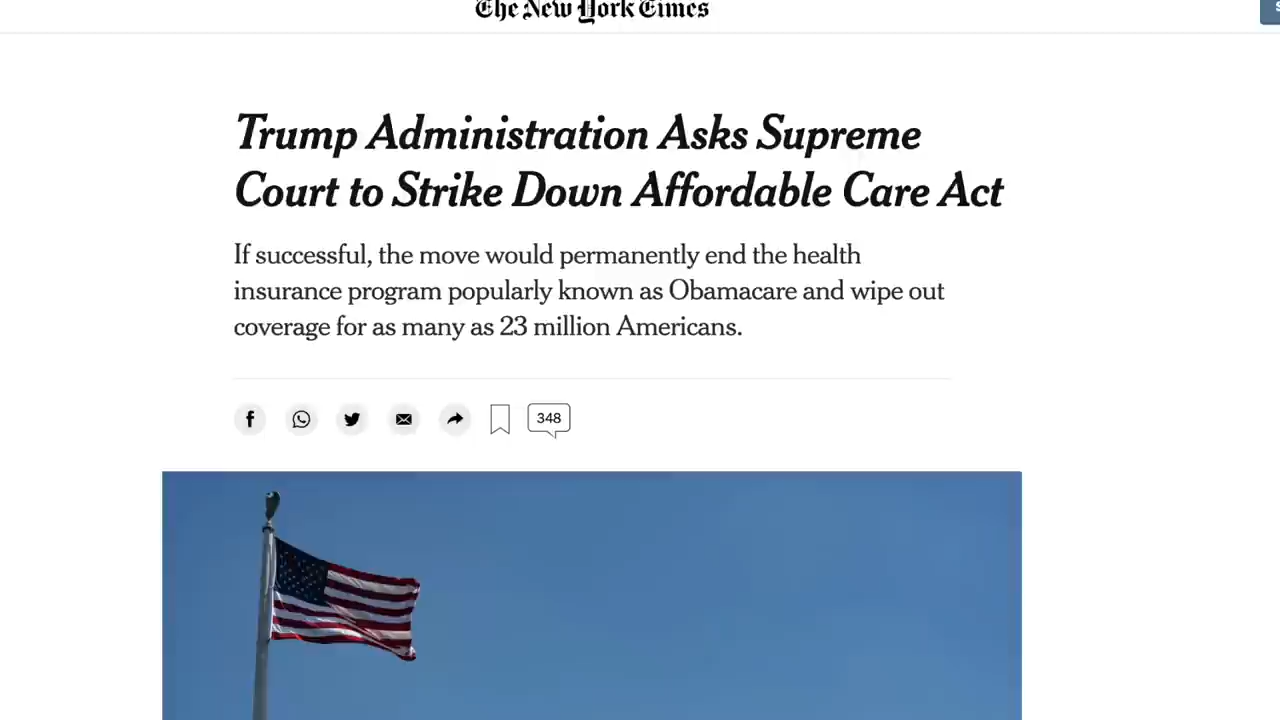 The New York Times
Trump Administration Asks Supreme
Court to Strike Down Affordable Care Act
If successful, the move would permanently end the health
insurance program popularly known as Obamacare and wipe out
coverage for as many as 23 million Americans.
348